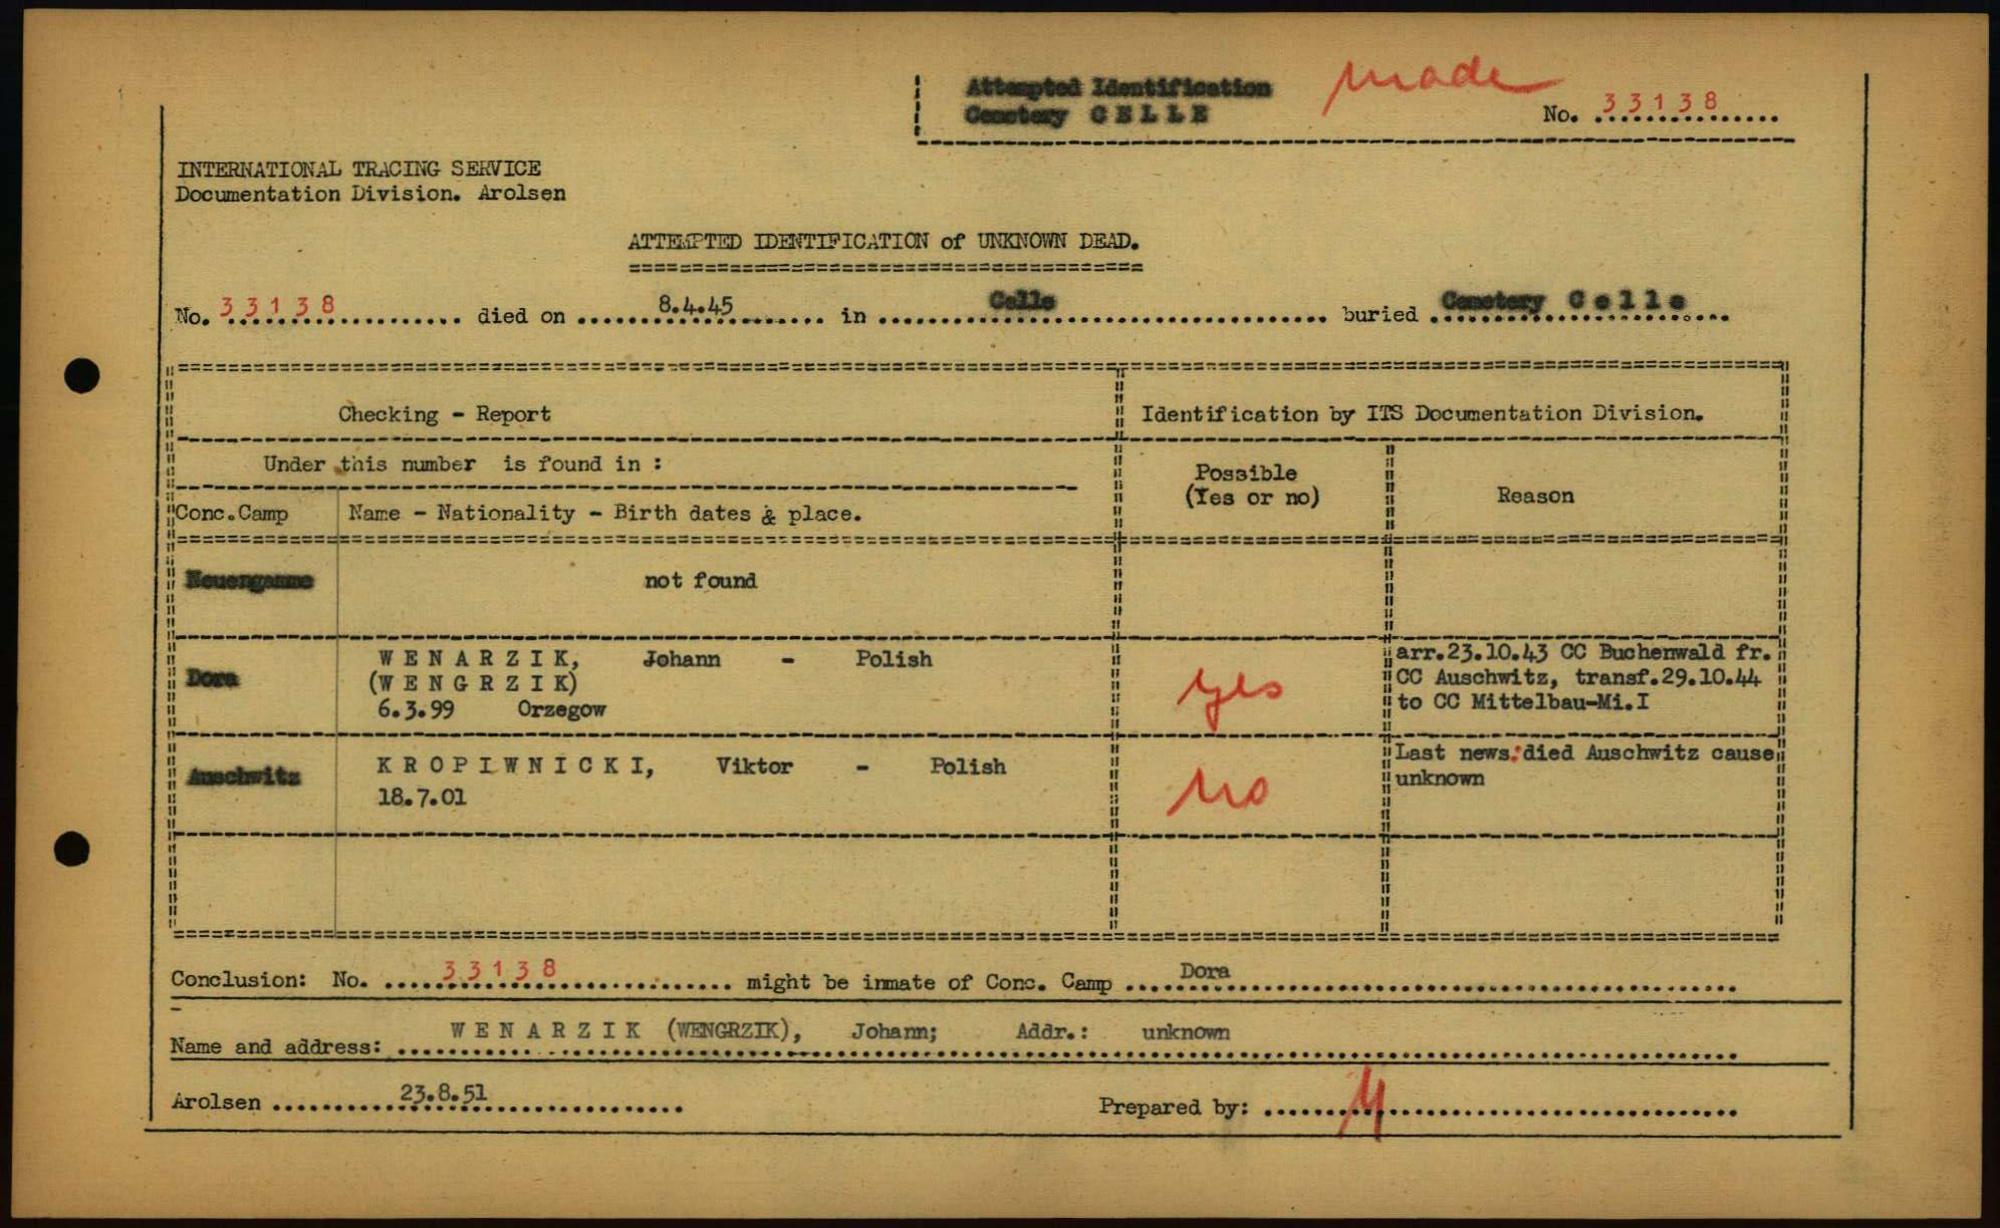 Attempted Identification made
Cemetery CELLE No. 33138
INTERNATIONAL TRACING SERVICE
Documentation Division. Arolsen
ATTEMPTED IDENTIFICATION of UNKNOWN DEAD.
No. 33138 died on 8.4.45 in Celle buried Cemetery Celle
Checking - Report Identification by ITS Documentation Division.
Under this number is found in :
Possible
(Yes or no) Reason
Conc.Camp Name - Nationality - Birth dates & place.
Neuengamme not found
Dora WENARZIK, Johann - Polish
(WENGRZIK)
6.3.99 Orzegow
yes
arr.23.10.43 CC Buchenwald fr.
CC Auschwitz, transf.29.10.44
to CC Mittelbau-Mi.I
Auschwitz KROPIWNICKI, Viktor - Polish
18.7.01
no
Last news:died Auschwitz cause
unknown
Conclusion: No. 33138 might be inmate of Conc. Camp Dora
Name and address: WENARZIK (WENGRZIK), Johann; Addr.: unknown
Arolsen 23.8.51 Prepared by: